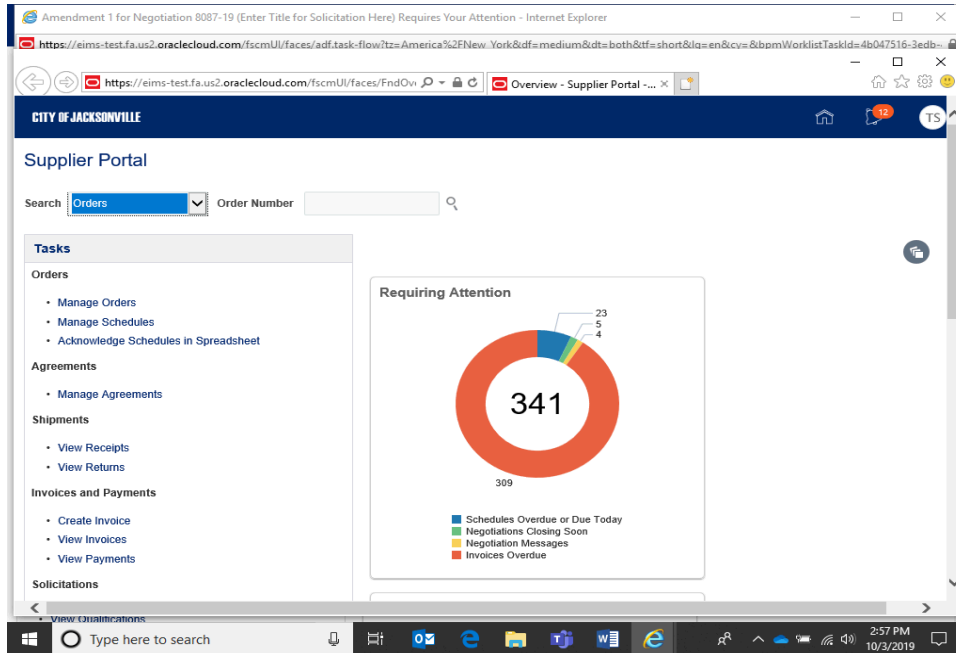 Amendment 1 for Negotiation 8087-19 (Enter Title for Solicitation Here) Requires Your Attention - Internet Explorer
https://eims-test.fa.us2.oraclecloud.com/fscmUI/faces/adf.task-flow?tz=America%2FNew_York&df=medium&dt=both&tf=short&lg=en&cy=&bpmWorklistTaskId=4b047516-3edb-
https://eims-test.fa.us2.oraclecloud.com/fscmUI/faces/FndOv
Overview - Supplier Portal -...
CITY OF JACKSONVILLE
12
TS
Supplier Portal
Search Orders Order Number
Tasks
Orders
• Manage Orders
• Manage Schedules
• Acknowledge Schedules in Spreadsheet
Agreements
• Manage Agreements
Shipments
• View Receipts
• View Returns
Invoices and Payments
• Create Invoice
• View Invoices
• View Payments
Solicitations
• View Qualifications
Requiring Attention
23
5
4
341
309
Schedules Overdue or Due Today
Negotiations Closing Soon
Negotiation Messages
Invoices Overdue
Type here to search
2:57 PM
10/3/2019